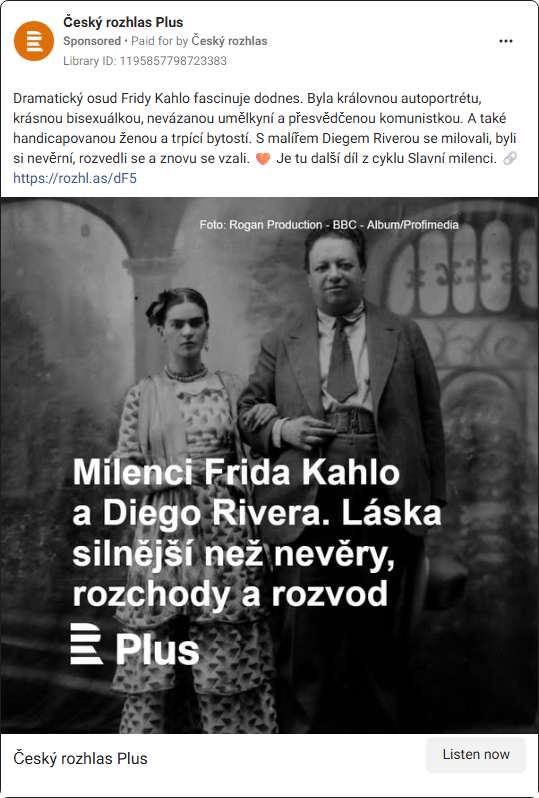 Český rozhlas Plus
Sponsored • Paid for by Český rozhlas
Library ID: 1195857798723383
Dramatický osud Fridy Kahlo fascinuje dodnes. Byla královnou autoportrétu,
krásnou bisexuálkou, nevázanou umělkyní a přesvědčenou komunistkou. A také
handicapovanou ženou a trpící bytostí. S malířem Diegem Riverou se milovali, byli
si nevěrní, rozvedli se a znovu se vzali. 💔 Je tu další díl z cyklu Slavní milenci. 🔗
https://rozhl.as/dF5
Foto: Rogan Production - BBC - Album/Profimedia
Milenci Frida Kahlo
a Diego Rivera. Láska
silnější než nevěry,
rozchody a rozvod
Plus
Český rozhlas Plus
Listen now